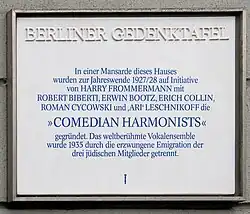 BERLINER GEDENKTAFEL
In einer Mansarde dieses Hauses
wurden zur Jahreswende 1927/28 auf Initiative
von HARRY FROMMERMANN mit
ROBERT BIBERTI, ERWIN BOOTZ, ERICH COLLIN,
ROMAN CYCOWSKI und ‚ARI‘ LESCHNIKOFF die
»COMEDIAN HARMONISTS«
gegründet. Das weltberühmte Vokalensemble
wurde 1935 durch die erzwungene Emigration der
drei jüdischen Mitglieder getrennt.